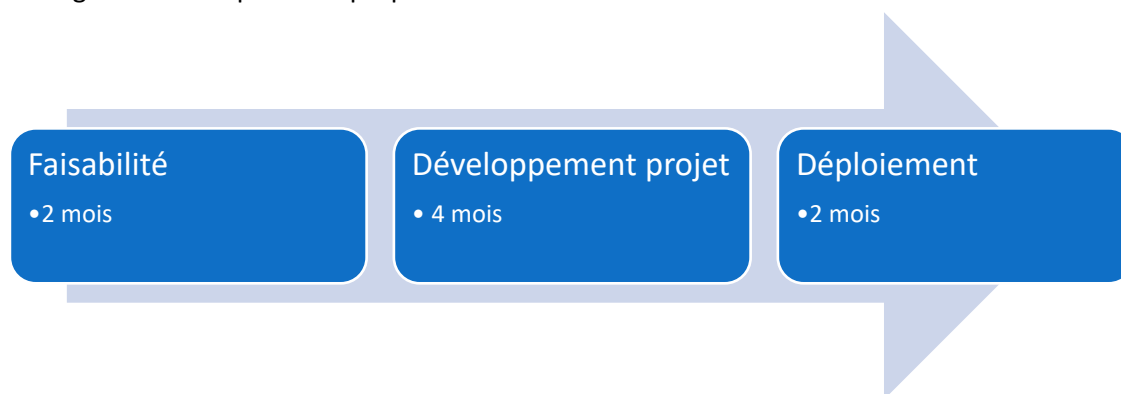 Faisabilité
•2 mois
Développement projet
• 4 mois
Déploiement
•2 mois